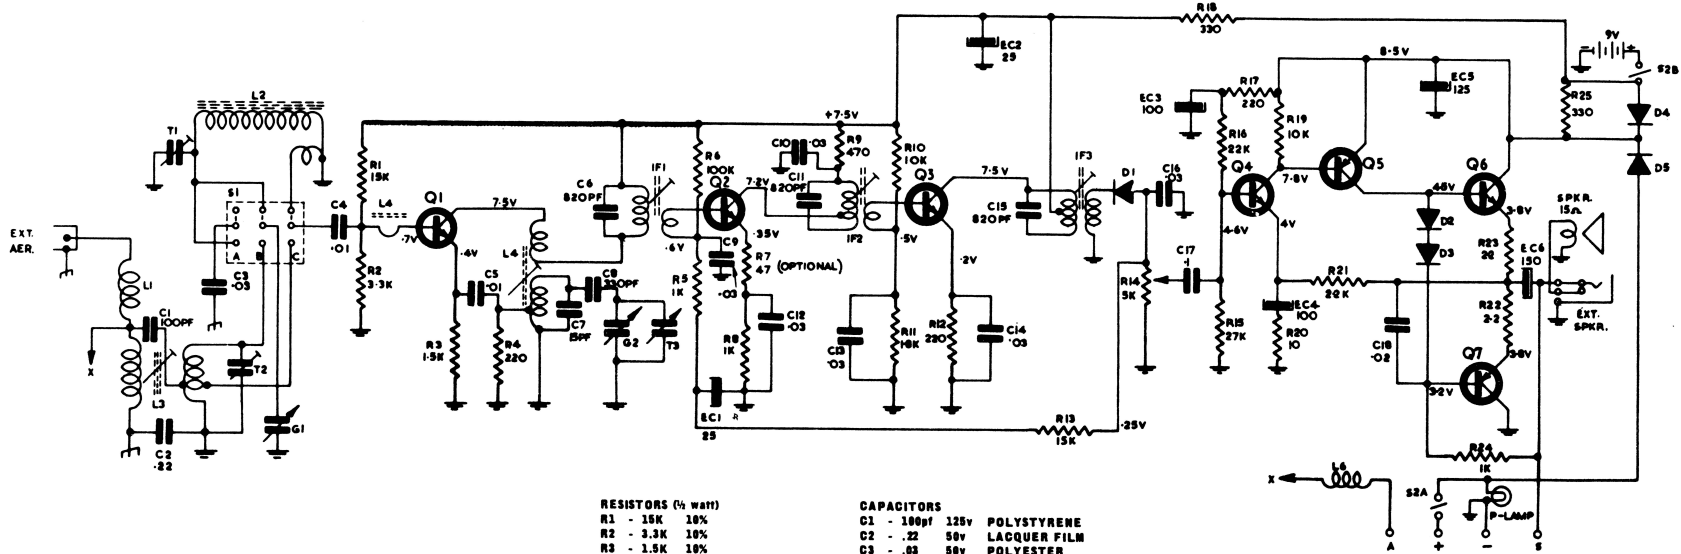 R18
330
EC2
25
9V
-
+
S2B
8·5V
EC5
125
R25
330
D4
D5
L2
T1
R17
220
EC3
100
R19
10K
R16
22K
+7·5V
C10
·03
R9
470
R10
10K
R6
100K
R1
15K
IF1
IF3
D1
C16
·03
Q4
7·8V
Q5
Q6
C6
820PF
Q2
7·2V
C11
820PF
Q3
7·5V
C15
820PF
S1
A
B
C
C4
·01
L4
Q1
7·5V
·7V
·6V
·35V
IF2
·5V
4·6V
4V
D2
D3
3·8V
R23
EC6
150
SPKR.
15Ω
EXT.
AER.
L1
C3
·03
R2
3.3K
·4V
L4
C5
·01
C8
330PF
C9
·03
R7
47 (OPTIONAL)
R5
1K
·2V
C17
·1
R14
5K
R21
2·2K
EC4
100
R22
2·2
EXT.
SPKR.
C1
100PF
X
L3
T2
G1
C2
·22
R3
1.5K
R4
220
C7
15PF
G2
T3
C12
·03
R8
1K
EC1
25
C13
·03
R11
R12
220
C14
·03
R15
27K
R20
10
C18
·02
Q7
3·8V
3·2V
R13
15K
·25V
R24
1K
X
L6
S2A
P-LAMP
A
+
-
S
RESISTORS (½ watt)
R1 - 15K 10%
R2 - 3.3K 10%
R3 - 1.5K 10%
CAPACITORS
C1 - 100pf 125v POLYSTYRENE
C2 - .22 50v LACQUER FILM
C3 - .03 50v POLYESTER